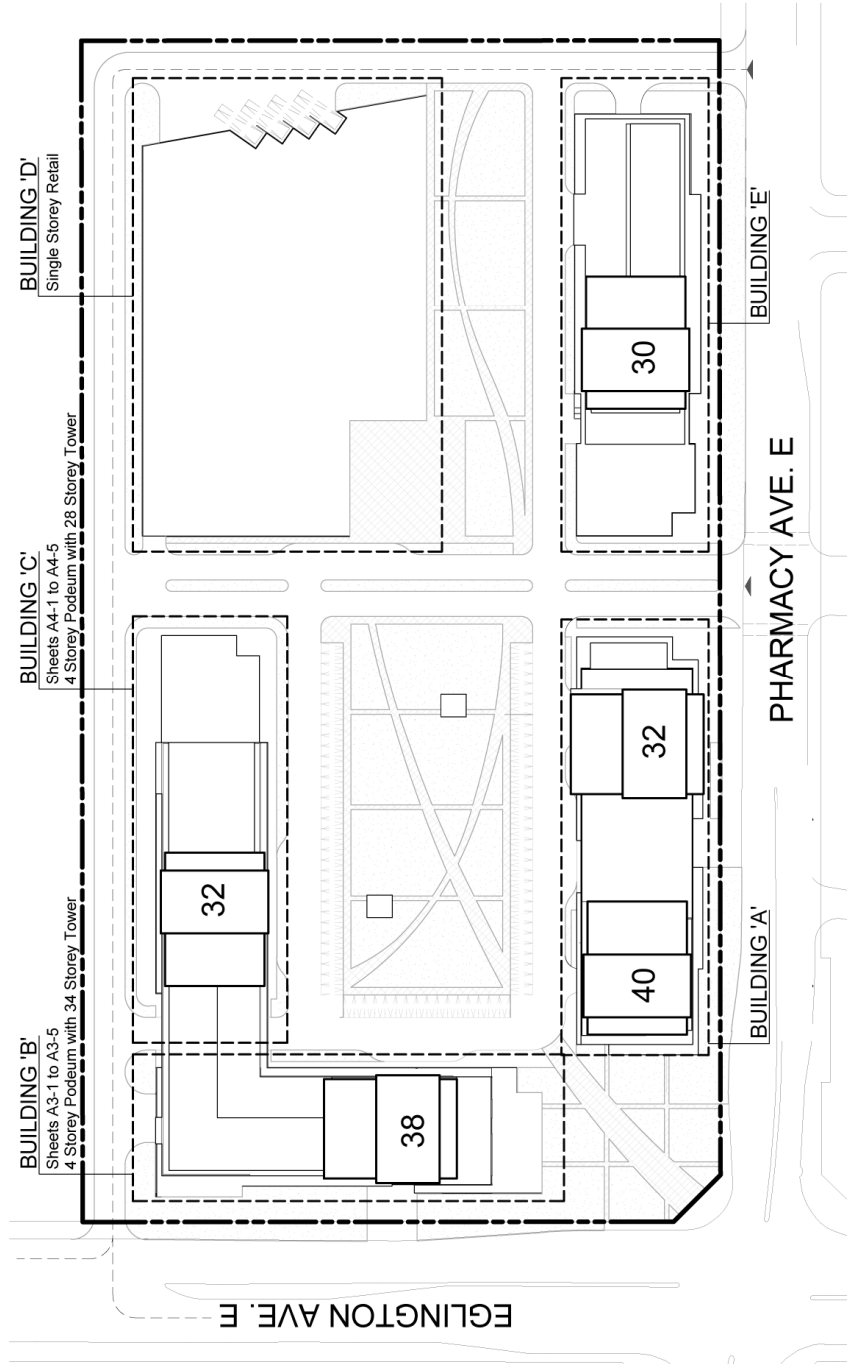 BUILDING 'B'
Sheets A3-1 to A3-5
4 Storey Podeum with 34 Storey Tower
BUILDING 'C'
Sheets A4-1 to A4-5
4 Storey Podeum with 28 Storey Tower
BUILDING 'D'
Single Storey Retail
32
38
40
32
30
BUILDING 'A'
BUILDING 'E'
PHARMACY AVE. E
EGLINGTON AVE. E